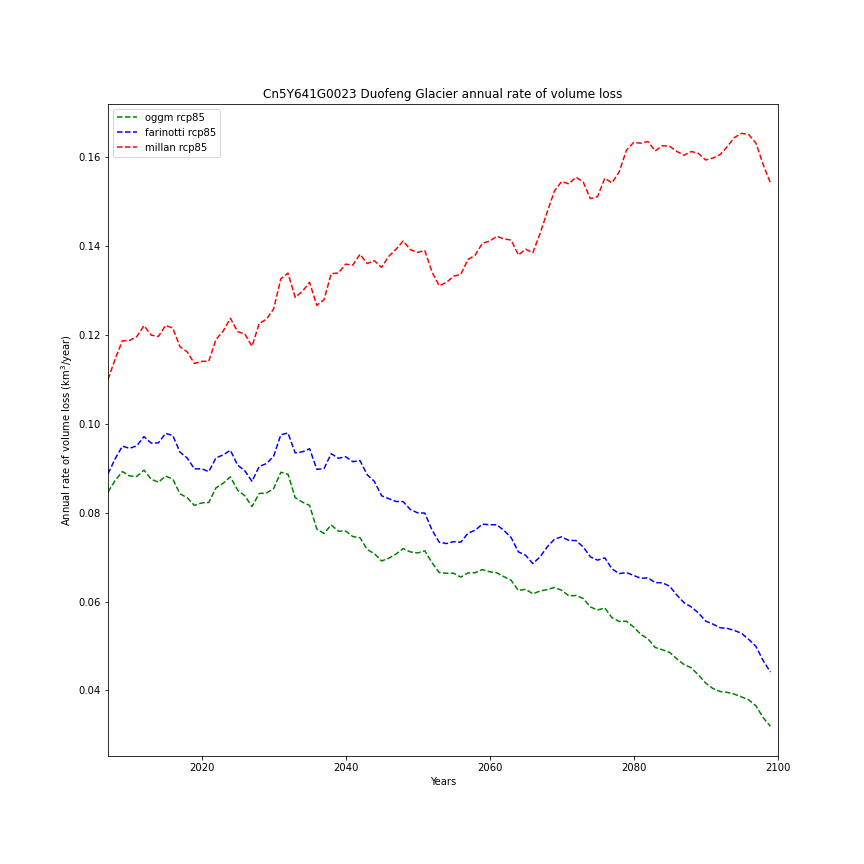 Cn5Y641G0023 Duofeng Glacier annual rate of volume loss
oggm rcp85
farinotti rcp85
millan rcp85
Annual rate of volume loss (km³/year)
0.16
0.14
0.12
0.10
0.08
0.06
0.04
2020 2040 2060 2080 2100
Years